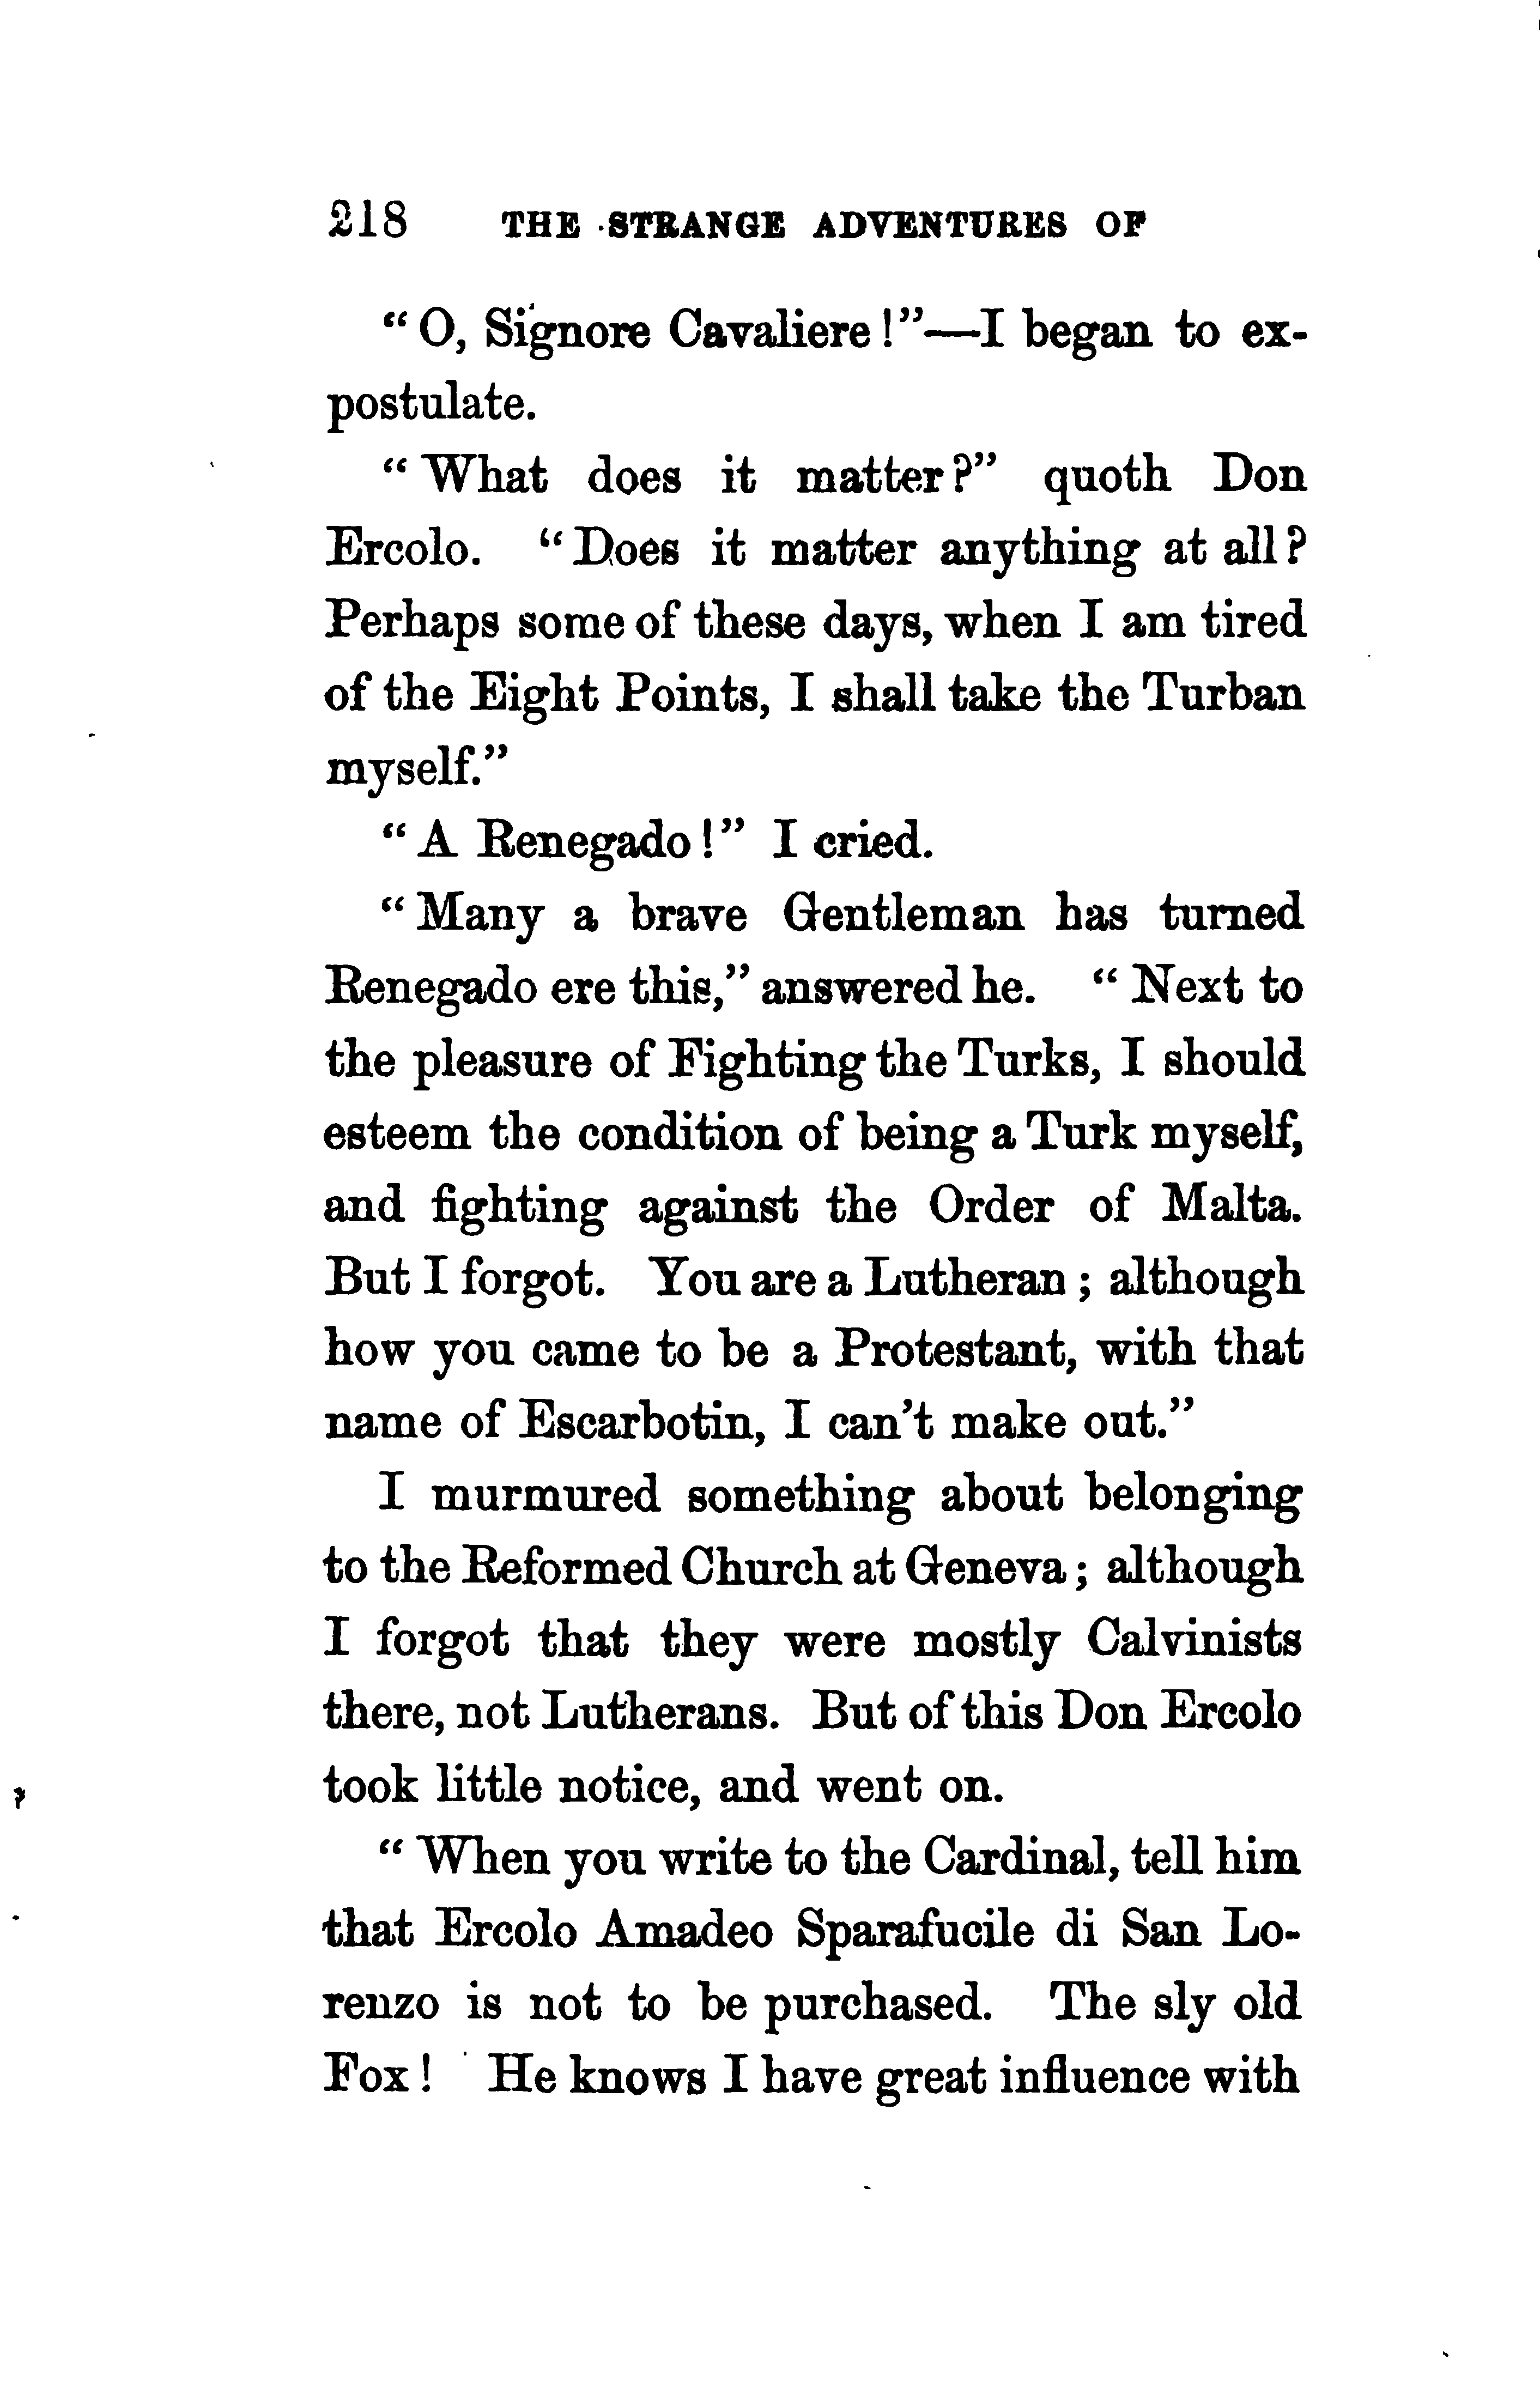 218 THE STRANGE ADVENTURES OF
“ O, Signore Cavaliere !”—I began to ex-
postulate.
“ What does it matter ?” quoth Don
Ercolo. “ Does it matter anything at all ?
Perhaps some of these days, when I am tired
of the Eight Points, I shall take the Turban
myself.”
“ A Renegado !” I cried.
“ Many a brave Gentleman has turned
Renegado ere this,” answered he. “ Next to
the pleasure of Fighting the Turks, I should
esteem the condition of being a Turk myself,
and fighting against the Order of Malta.
But I forgot. You are a Lutheran ; although
how you came to be a Protestant, with that
name of Escarbotin, I can’t make out.”
I murmured something about belonging
to the Reformed Church at Geneva ; although
I forgot that they were mostly Calvinists
there, not Lutherans. But of this Don Ercolo
took little notice, and went on.
“ When you write to the Cardinal, tell him
that Ercolo Amadeo Sparafucile di San Lo-
renzo is not to be purchased. The sly old
Fox ! He knows I have great influence with